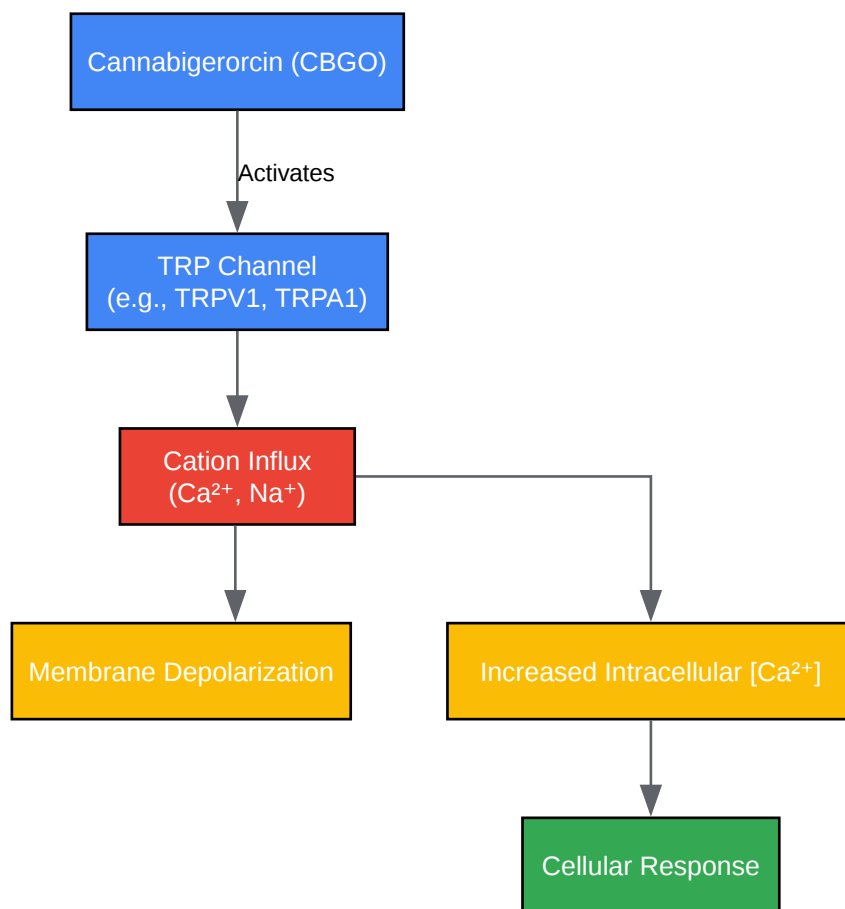 Cannabigerorcin (CBGO)
Activates
TRP Channel
(e.g., TRPV1, TRPA1)
Cation Influx
(Ca²⁺, Na⁺)
Membrane Depolarization
Increased Intracellular [Ca²⁺]
Cellular Response